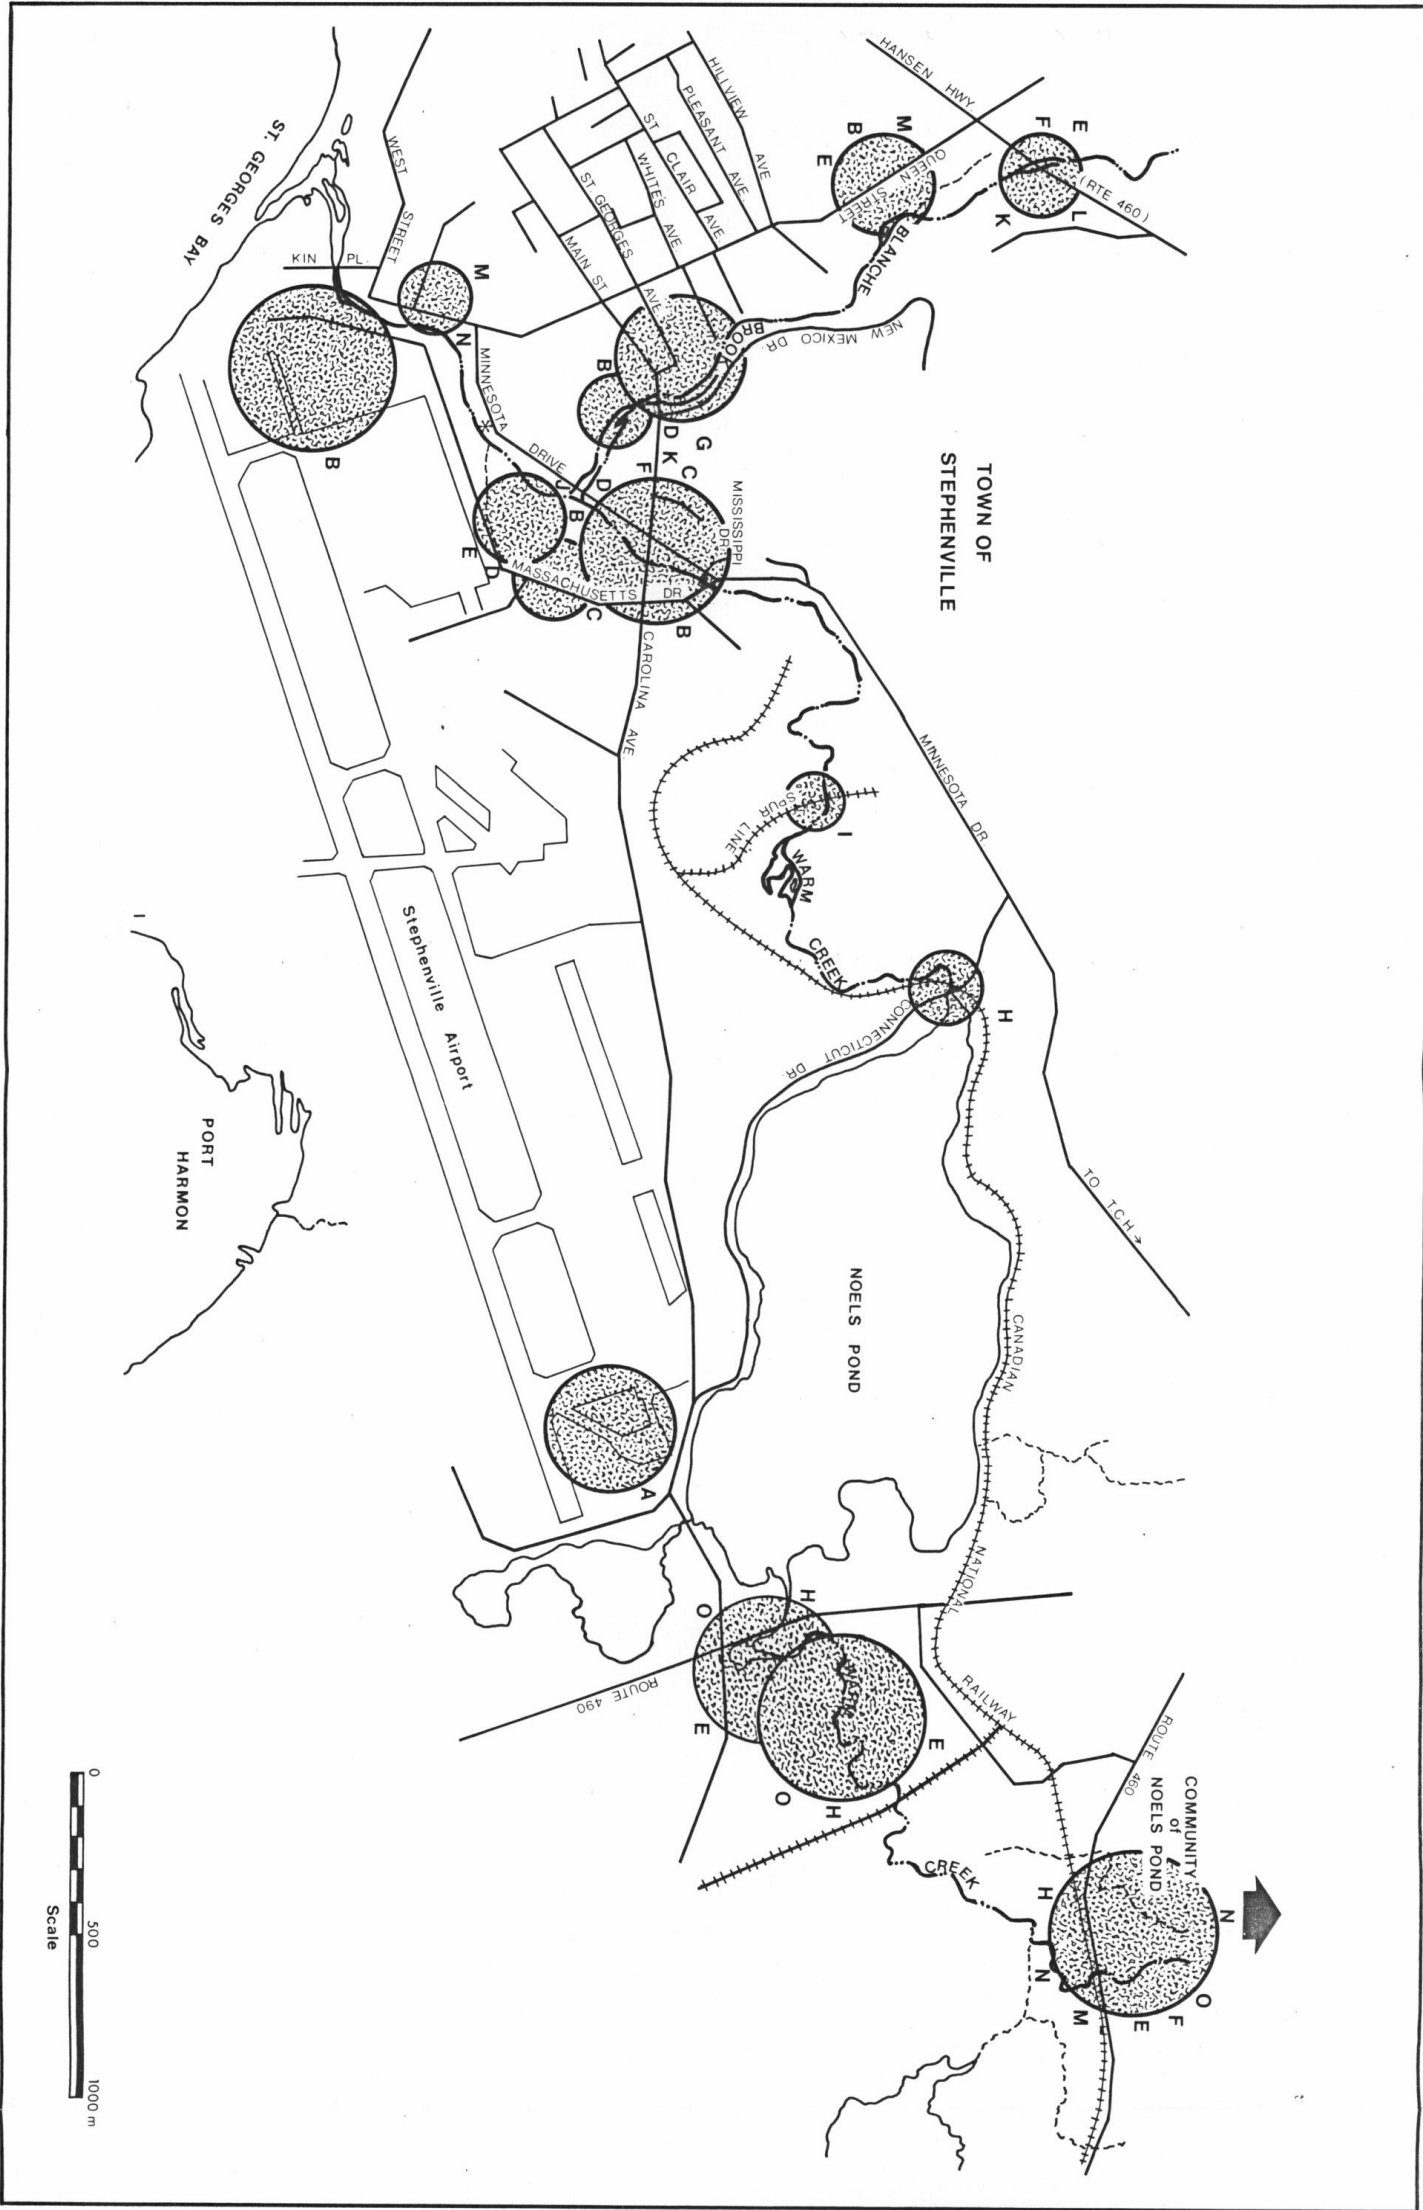 HANSEN HWY.
(RTE 460)
E
F
L
K
M
B
E
QUEEN STREET
BLANCHE
BROOK
NEW MEXICO DR.
HILLVIEW AVE
PLEASANT AVE.
ST CLAIR AVE.
WHITES AVE.
ST. GEORGES AVE
MAIN ST
WEST STREET
KIN PL.
ST. GEORGES BAY
M
N
B
MINNESOTA DRIVE
B
G
D
K
C
F
D
J
B
F
E
D
C
B
MISSISSIPPI DR.
MASSACHUSETTS DR
CAROLINA AVE.
TOWN OF
STEPHENVILLE
MINNESOTA DR.
SPUR LINE
I
WARM
CREEK
H
CONNECTICUT DR.
TO T.C.H.
NOELS POND
CANADIAN
NATIONAL
RAILWAY
Stephenville Airport
PORT
HARMON
A
H
O
E
E
O
H
WARM
CREEK
ROUTE 490
ROUTE 460
COMMUNITY
of
NOELS POND
N
H
O
F
E
M
N
0
500
1000 m
Scale